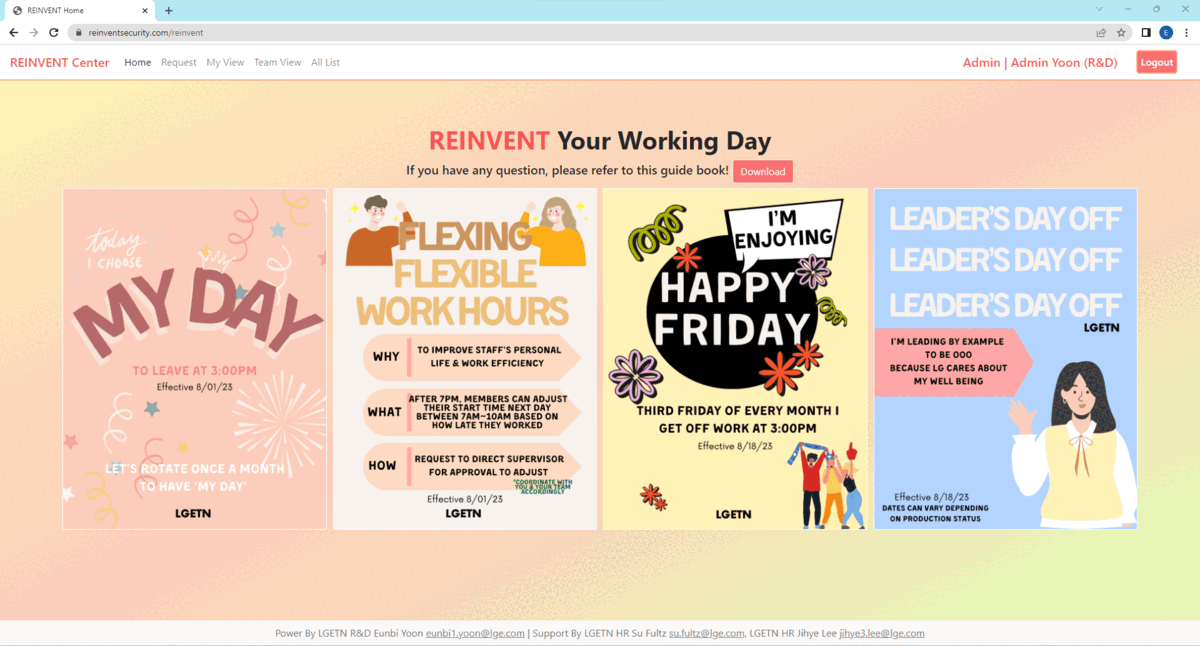 REINVENT Home
reinventsecurity.com/reinvent
E
REINVENT Center Home Request My View Team View All List Admin | Admin Yoon (R&D) Logout
REINVENT Your Working Day
If you have any question, please refer to this guide book! Download
today
I CHOOSE
MY DAY
TO LEAVE AT 3:00PM
Effective 8/01/23
LET'S ROTATE ONCE A MONTH
TO HAVE 'MY DAY'
LGETN
FLEXING
FLEXIBLE
WORK HOURS
WHY
TO IMPROVE STAFF'S PERSONAL
LIFE & WORK EFFICIENCY
WHAT
AFTER 7PM, MEMBERS CAN ADJUST
THEIR START TIME NEXT DAY
BETWEEN 7AM~10AM BASED ON
HOW LATE THEY WORKED
HOW
REQUEST TO DIRECT SUPERVISOR
FOR APPROVAL TO ADJUST
*COORDINATE WITH
YOU & YOUR TEAM
ACCORDINGLY
Effective 8/01/23
LGETN
I'M
ENJOYING
HAPPY
FRIDAY
THIRD FRIDAY OF EVERY MONTH I
GET OFF WORK AT 3:00PM
Effective 8/18/23
LGETN
LEADER'S DAY OFF
LEADER'S DAY OFF
LEADER'S DAY OFF
LGETN
I'M LEADING BY EXAMPLE
TO BE OOO
BECAUSE LG CARES ABOUT
MY WELL BEING
Effective 8/18/23
DATES CAN VARY DEPENDING
ON PRODUCTION STATUS
Power By LGETN R&D Eunbi Yoon eunbi1.yoon@lge.com | Support By LGETN HR Su Fultz su.fultz@lge.com, LGETN HR Jihye Lee jihye3.lee@lge.com